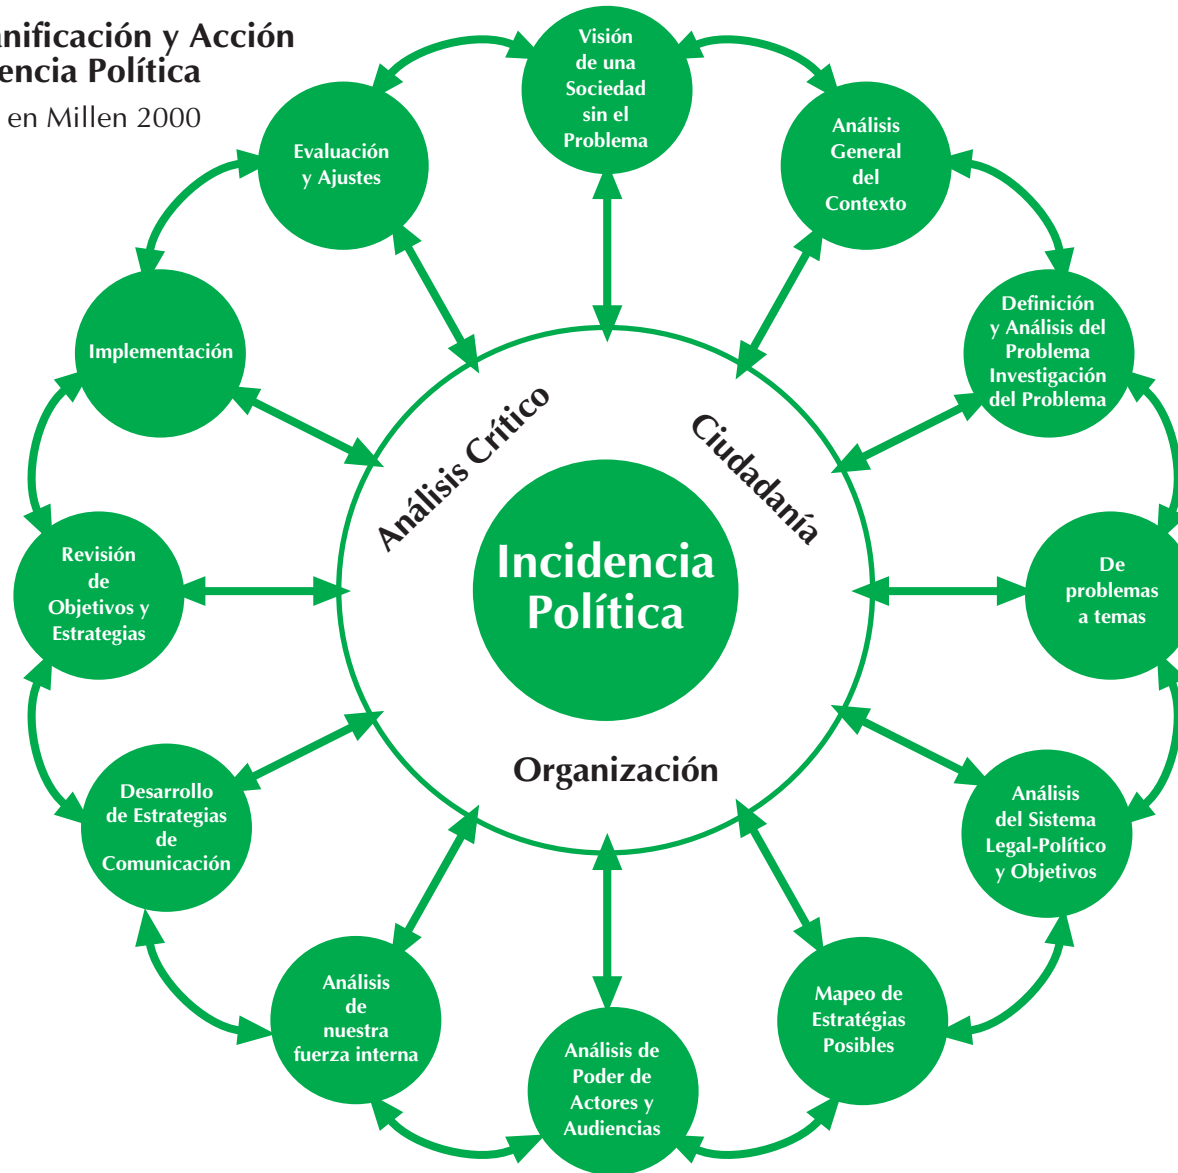 anificación y Acción
encia Política
en Millen 2000
Visión
de una
Sociedad
sin el
Problema
Análisis
General
del
Contexto
Definición
y Análisis del
Problema
Investigación
del Problema
De
problemas
a temas
Análisis
del Sistema
Legal-Político
y Objetivos
Mapeo de
Estratégias
Posibles
Análisis de
Poder de
Actores y
Audiencias
Análisis
de
nuestra
fuerza interna
Desarrollo
de Estrategias
de
Comunicación
Revisión
de
Objetivos y
Estrategias
Implementación
Evaluación
y Ajustes
Análisis Crítico
Ciudadanía
Organización
Incidencia
Política